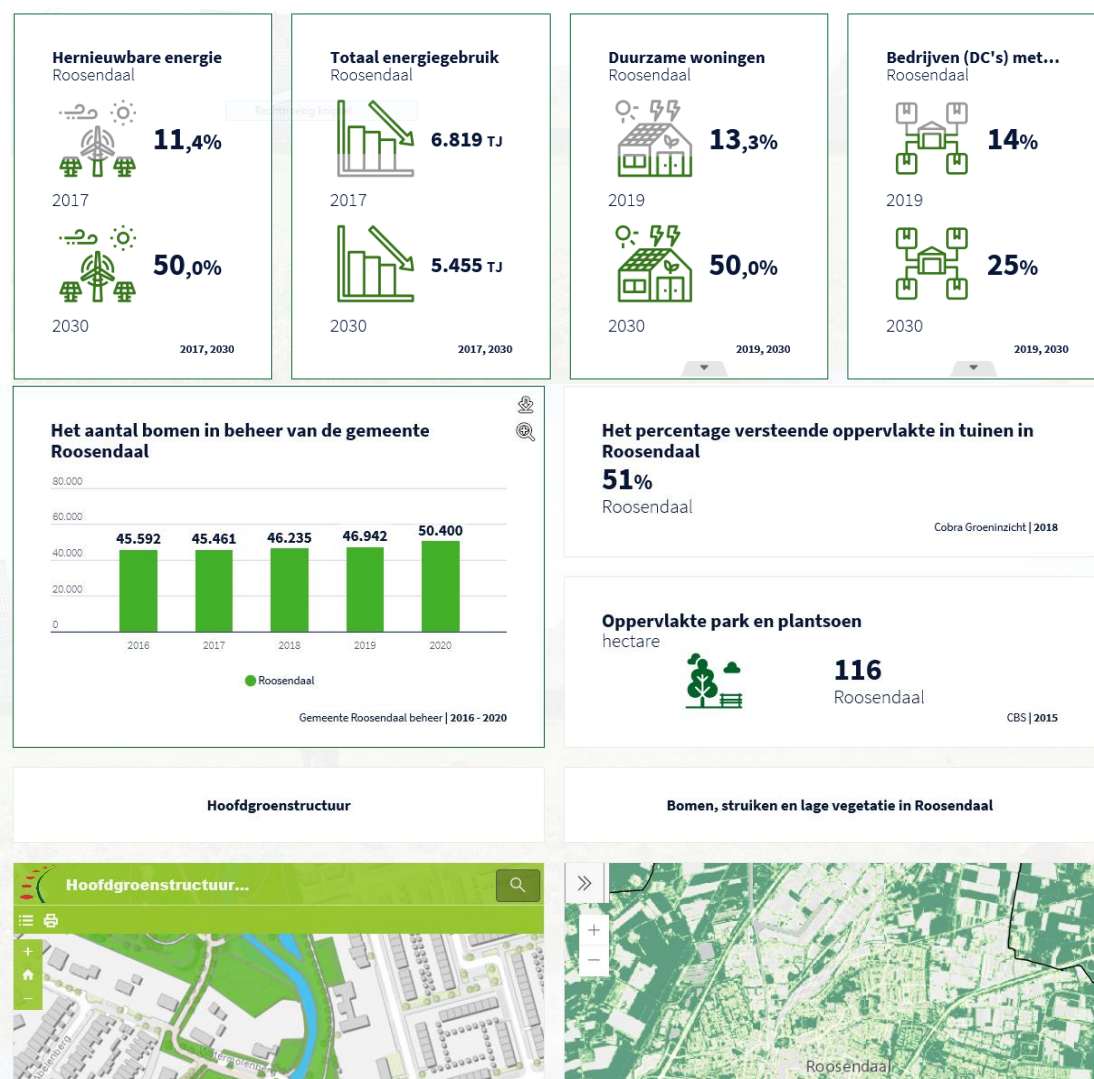 Hernieuwbare energie
Roosendaal
11,4%
2017
50,0%
2030
2017, 2030
Totaal energiegebruik
Roosendaal
6.819 TJ
2017
5.455 TJ
2030
2017, 2030
Duurzame woningen
Roosendaal
13,3%
2019
50,0%
2030
2019, 2030
Bedrijven (DC's) met...
Roosendaal
14%
2019
25%
2030
2019, 2030
Het aantal bomen in beheer van de gemeente
Roosendaal
80.000
60.000
40.000
20.000
0
45.592
45.461
46.235
46.942
50.400
2016
2017
2018
2019
2020
Roosendaal
Gemeente Roosendaal beheer | 2016 - 2020
Het percentage versteende oppervlakte in tuinen in
Roosendaal
51%
Roosendaal
Cobra Groeninzicht | 2018
Oppervlakte park en plantsoen
hectare
116
Roosendaal
CBS | 2015
Hoofdgroenstructuur
Bomen, struiken en lage vegetatie in Roosendaal
Hoofdgroenstructuur...
Roosendaal